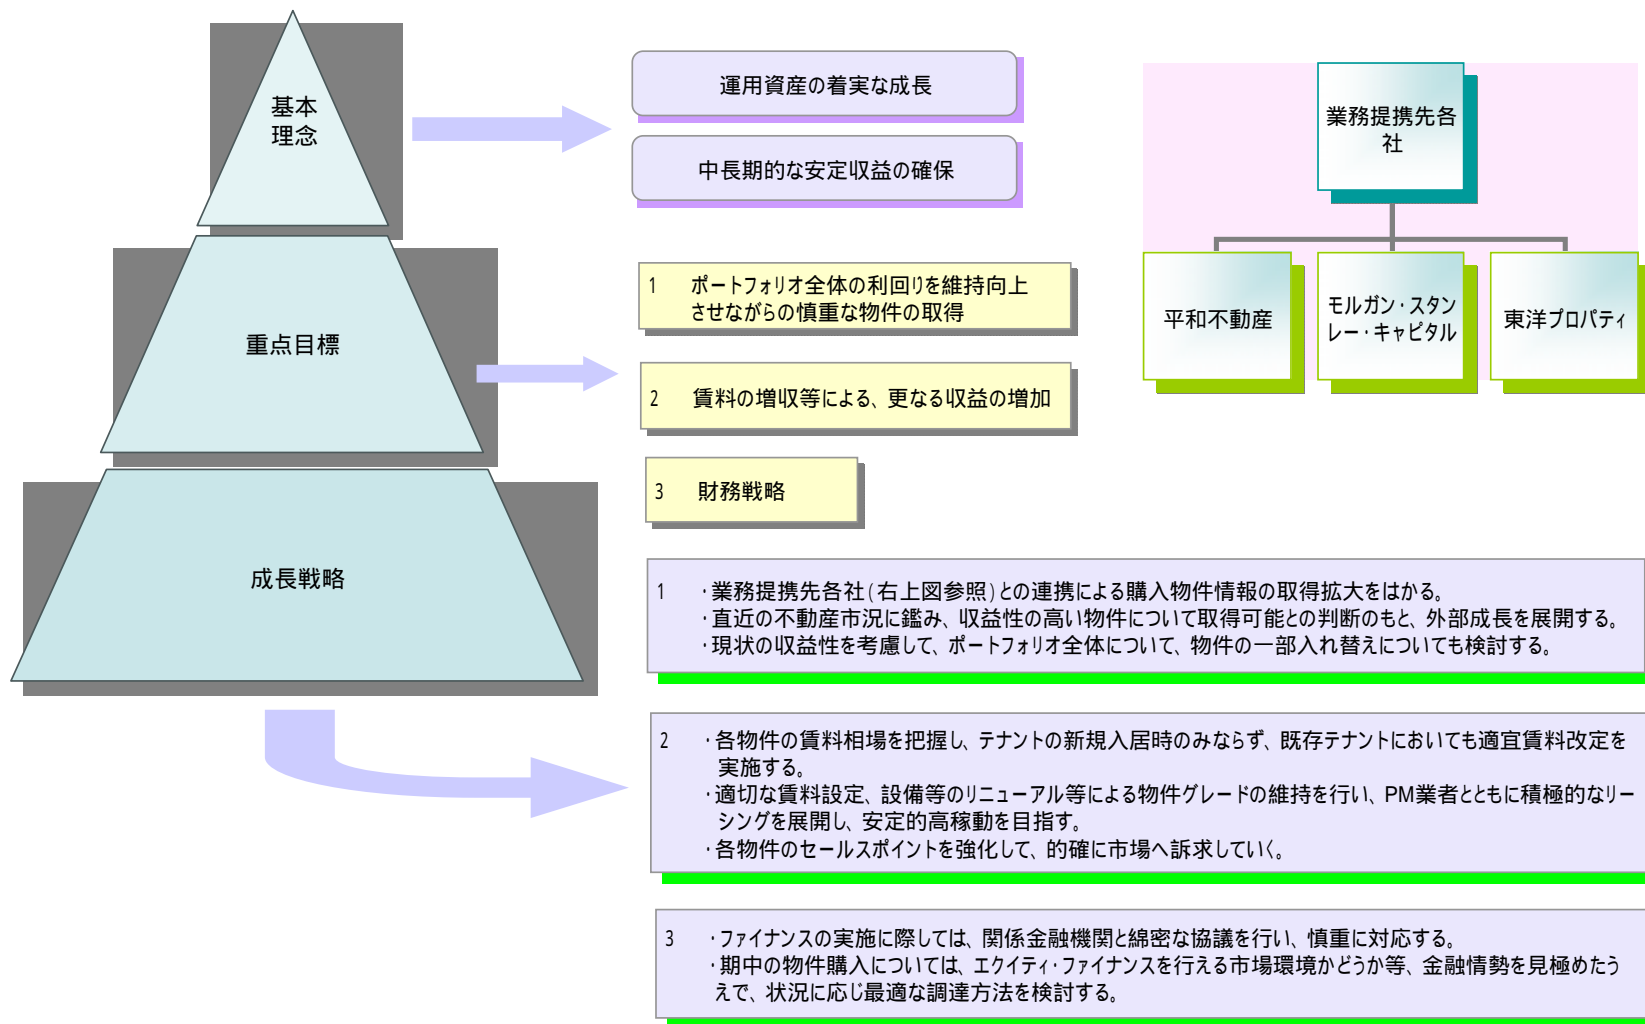 基本
理念
運用資産の着実な成長
中長期的な安定収益の確保
業務提携先各
社
平和不動産
モルガン・スタン
レー・キャピタル
東洋プロパティ
重点目標
1 ポートフォリオ全体の利回りを維持向上
させながらの慎重な物件の取得
2 賃料の増収等による、更なる収益の増加
3 財務戦略
成長戦略
1 ・業務提携先各社(右上図参照)との連携による購入物件情報の取得拡大をはかる。
・直近の不動産市況に鑑み、収益性の高い物件について取得可能との判断のもと、外部成長を展開する。
・現状の収益性を考慮して、ポートフォリオ全体について、物件の一部入れ替えについても検討する。
2 ・各物件の賃料相場を把握し、テナントの新規入居時のみならず、既存テナントにおいても適宜賃料改定を
実施する。
・適切な賃料設定、設備等のリニューアル等による物件グレードの維持を行い、PM業者とともに積極的なリー
シングを展開し、安定的高稼動を目指す。
・各物件のセールスポイントを強化して、的確に市場へ訴求していく。
3 ・ファイナンスの実施に際しては、関係金融機関と綿密な協議を行い、慎重に対応する。
・期中の物件購入については、エクイティ・ファイナンスを行える市場環境かどうか等、金融情勢を見極めたう
えで、状況に応じ最適な調達方法を検討する。